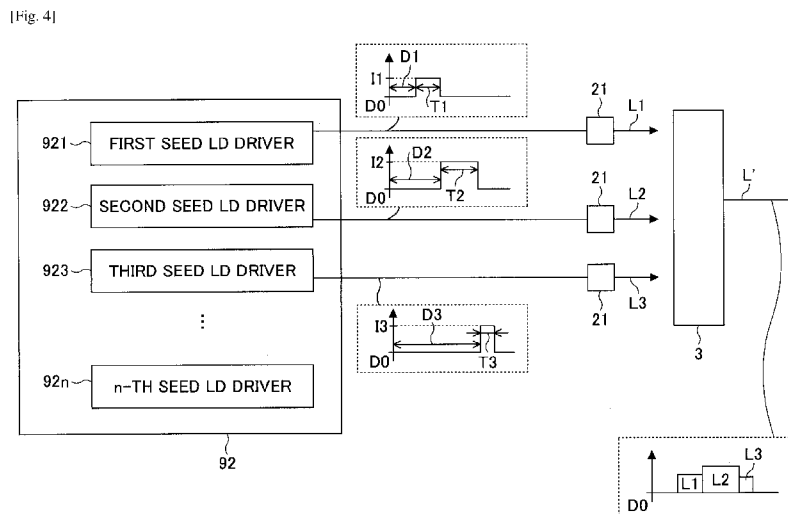 [Fig. 4]
D1
I1
D0
T1
21
L1
921
FIRST SEED LD DRIVER
D2
I2
D0
T2
21
L2
L'
922
SECOND SEED LD DRIVER
923
THIRD SEED LD DRIVER
21
L3
D3
I3
D0
T3
3
⋮
92n
n-TH SEED LD DRIVER
92
L3
L1
L2
D0